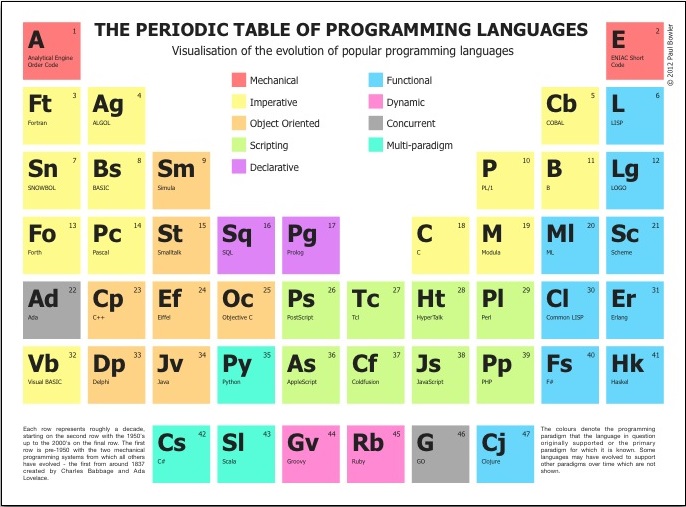 THE PERIODIC TABLE OF PROGRAMMING LANGUAGES
Visualisation of the evolution of popular programming languages
© 2012 Paul Bowler
Mechanical
Imperative
Object Oriented
Scripting
Declarative
Functional
Dynamic
Concurrent
Multi-paradigm
A 1
Analytical Engine
Order Code
E 2
ENIAC Short
Code
Ft 3
Fortran
Ag 4
ALGOL
Cb 5
COBAL
L 6
LISP
Sn 7
SNOWBOL
Bs 8
BASIC
Sm 9
Simula
P 10
PL/1
B 11
B
Lg 12
LOGO
Fo 13
Forth
Pc 14
Pascal
St 15
Smalltalk
Sq 16
SQL
Pg 17
Prolog
C 18
C
M 19
Modula
Ml 20
ML
Sc 21
Scheme
Ad 22
Ada
Cp 23
C++
Ef 24
Eiffel
Oc 25
Objective C
Ps 26
PostScript
Tc 27
Tcl
Ht 28
HyperTalk
Pl 29
Perl
Cl 30
Common LISP
Er 31
Erlang
Vb 32
Visual BASIC
Dp 33
Delphi
Jv 34
Java
Py 35
Python
As 36
AppleScript
Cf 37
Coldfusion
Js 38
JavaScript
Pp 39
PHP
Fs 40
F#
Hk 41
Haskel
Cs 42
C#
Sl 43
Scala
Gv 44
Groovy
Rb 45
Ruby
G 46
GO
Cj 47
Clojure
Each row represents roughly a decade,
starting on the second row with the 1950's
up to the 2000's on the final row. The first
row is pre-1950 with the two mechanical
programming systems from which all others
have evolved - the first from around 1837
created by Charles Babbage and Ada
Lovelace.
The colours denote the programming
paradigm that the language in question
originally supported or the primary
paradigm for which it is known. Some
languages may have evolved to support
other paradigms over time which are not
shown.